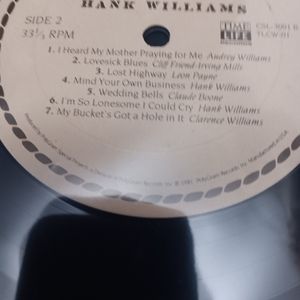 HANK WILLIAMS
SIDE 2
33⅓ RPM
TIME LIFE
CSL-1001 B
TLCW-01
1. I Heard My Mother Praying for Me Audrey Williams
2. Lovesick Blues Cliff Friend-Irving Mills
3. Lost Highway Leon Payne
4. Mind Your Own Business Hank Williams
5. Wedding Bells Claude Boone
6. I'm So Lonesome I Could Cry Hank Williams
7. My Bucket's Got a Hole in It Clarence Williams